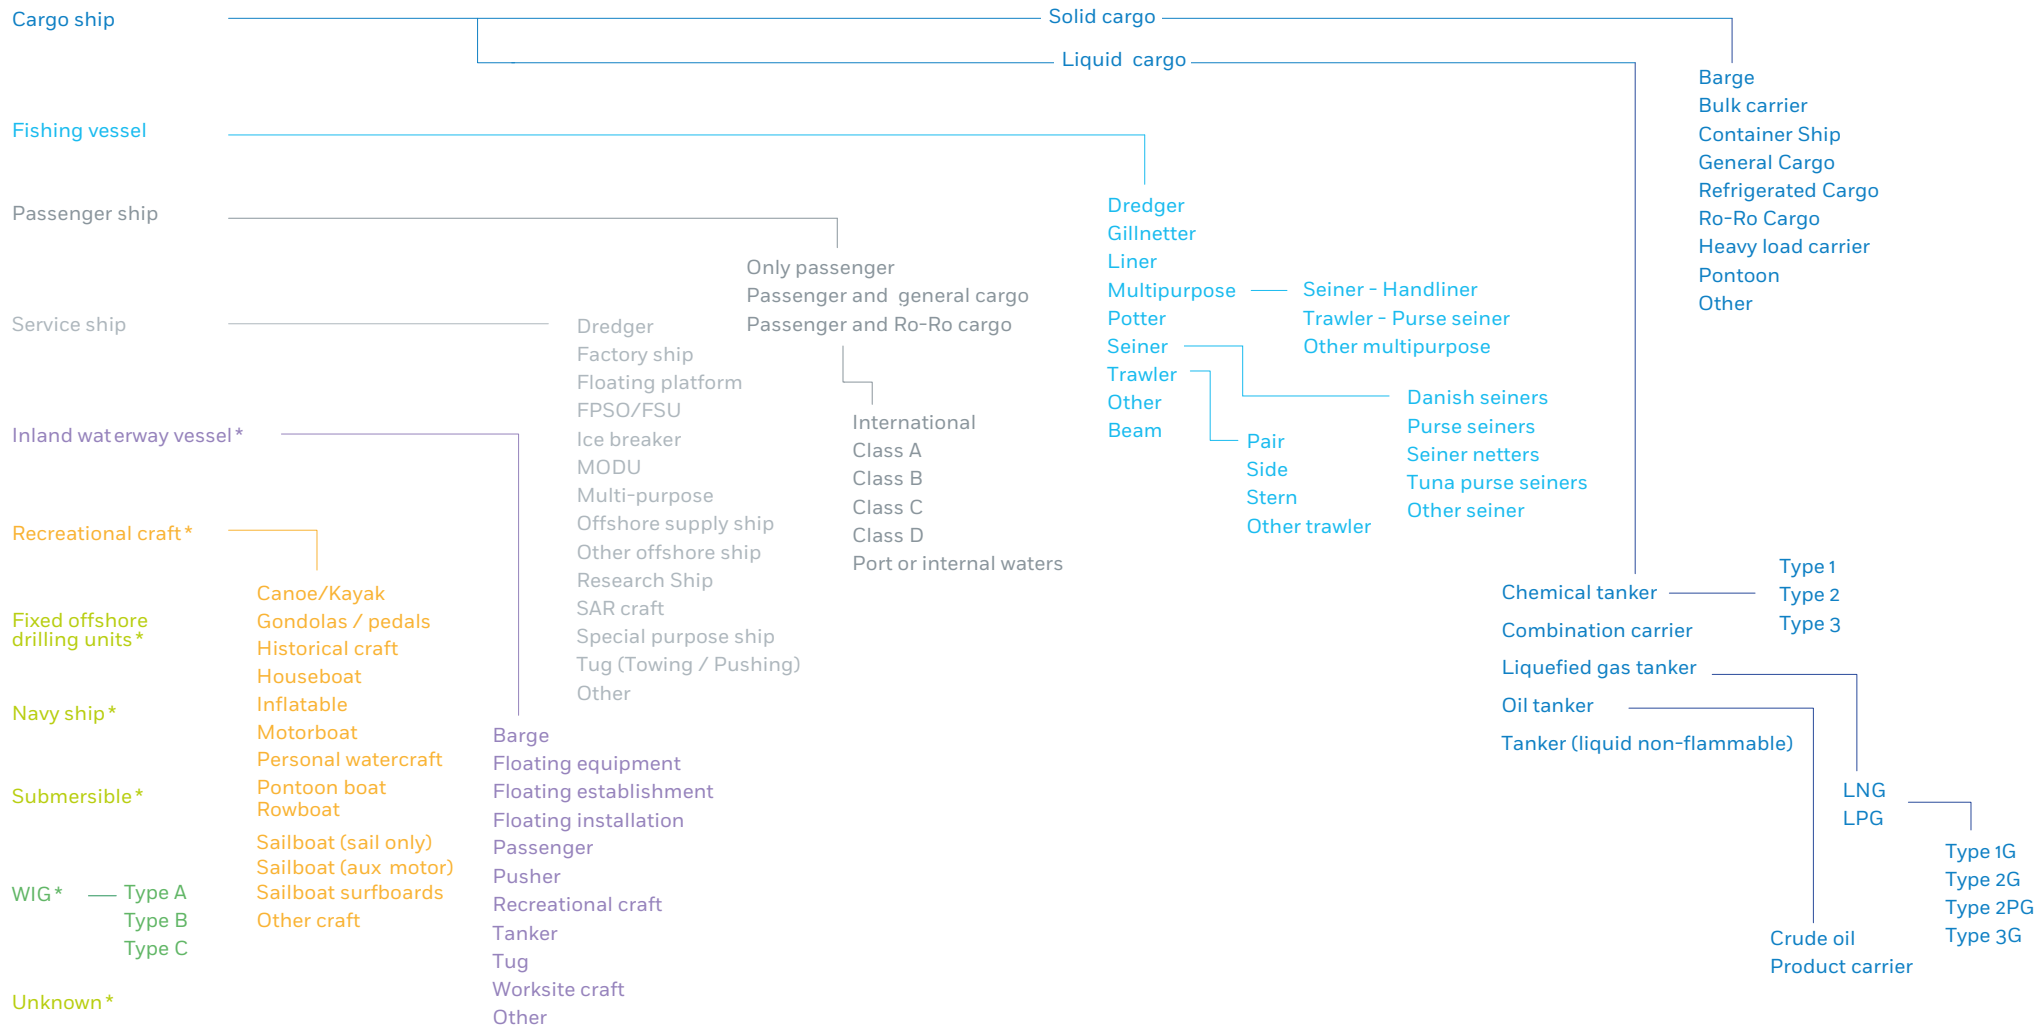 Cargo ship
Solid cargo
Liquid cargo
Barge
Bulk carrier
Container Ship
General Cargo
Refrigerated Cargo
Ro-Ro Cargo
Heavy load carrier
Pontoon
Other
Chemical tanker
Type 1
Type 2
Type 3
Combination carrier
Liquefied gas tanker
Oil tanker
Tanker (liquid non-flammable)
LNG
LPG
Type 1G
Type 2G
Type 2PG
Type 3G
Crude oil
Product carrier
Fishing vessel
Dredger
Gillnetter
Liner
Multipurpose
Potter
Seiner
Trawler
Other
Beam
Seiner - Handliner
Trawler - Purse seiner
Other multipurpose
Danish seiners
Purse seiners
Seiner netters
Tuna purse seiners
Other seiner
Pair
Side
Stern
Other trawler
Passenger ship
Only passenger
Passenger and general cargo
Passenger and Ro-Ro cargo
International
Class A
Class B
Class C
Class D
Port or internal waters
Service ship
Dredger
Factory ship
Floating platform
FPSO/FSU
Ice breaker
MODU
Multi-purpose
Offshore supply ship
Other offshore ship
Research Ship
SAR craft
Special purpose ship
Tug (Towing / Pushing)
Other
Inland waterway vessel*
Barge
Floating equipment
Floating establishment
Floating installation
Passenger
Pusher
Recreational craft
Tanker
Tug
Worksite craft
Other
Recreational craft*
Canoe/Kayak
Gondolas / pedals
Historical craft
Houseboat
Inflatable
Motorboat
Personal watercraft
Pontoon boat
Rowboat
Sailboat (sail only)
Sailboat (aux motor)
Sailboat surfboards
Other craft
Fixed offshore
drilling units*
Navy ship*
Submersible*
WIG*
Type A
Type B
Type C
Unknown*